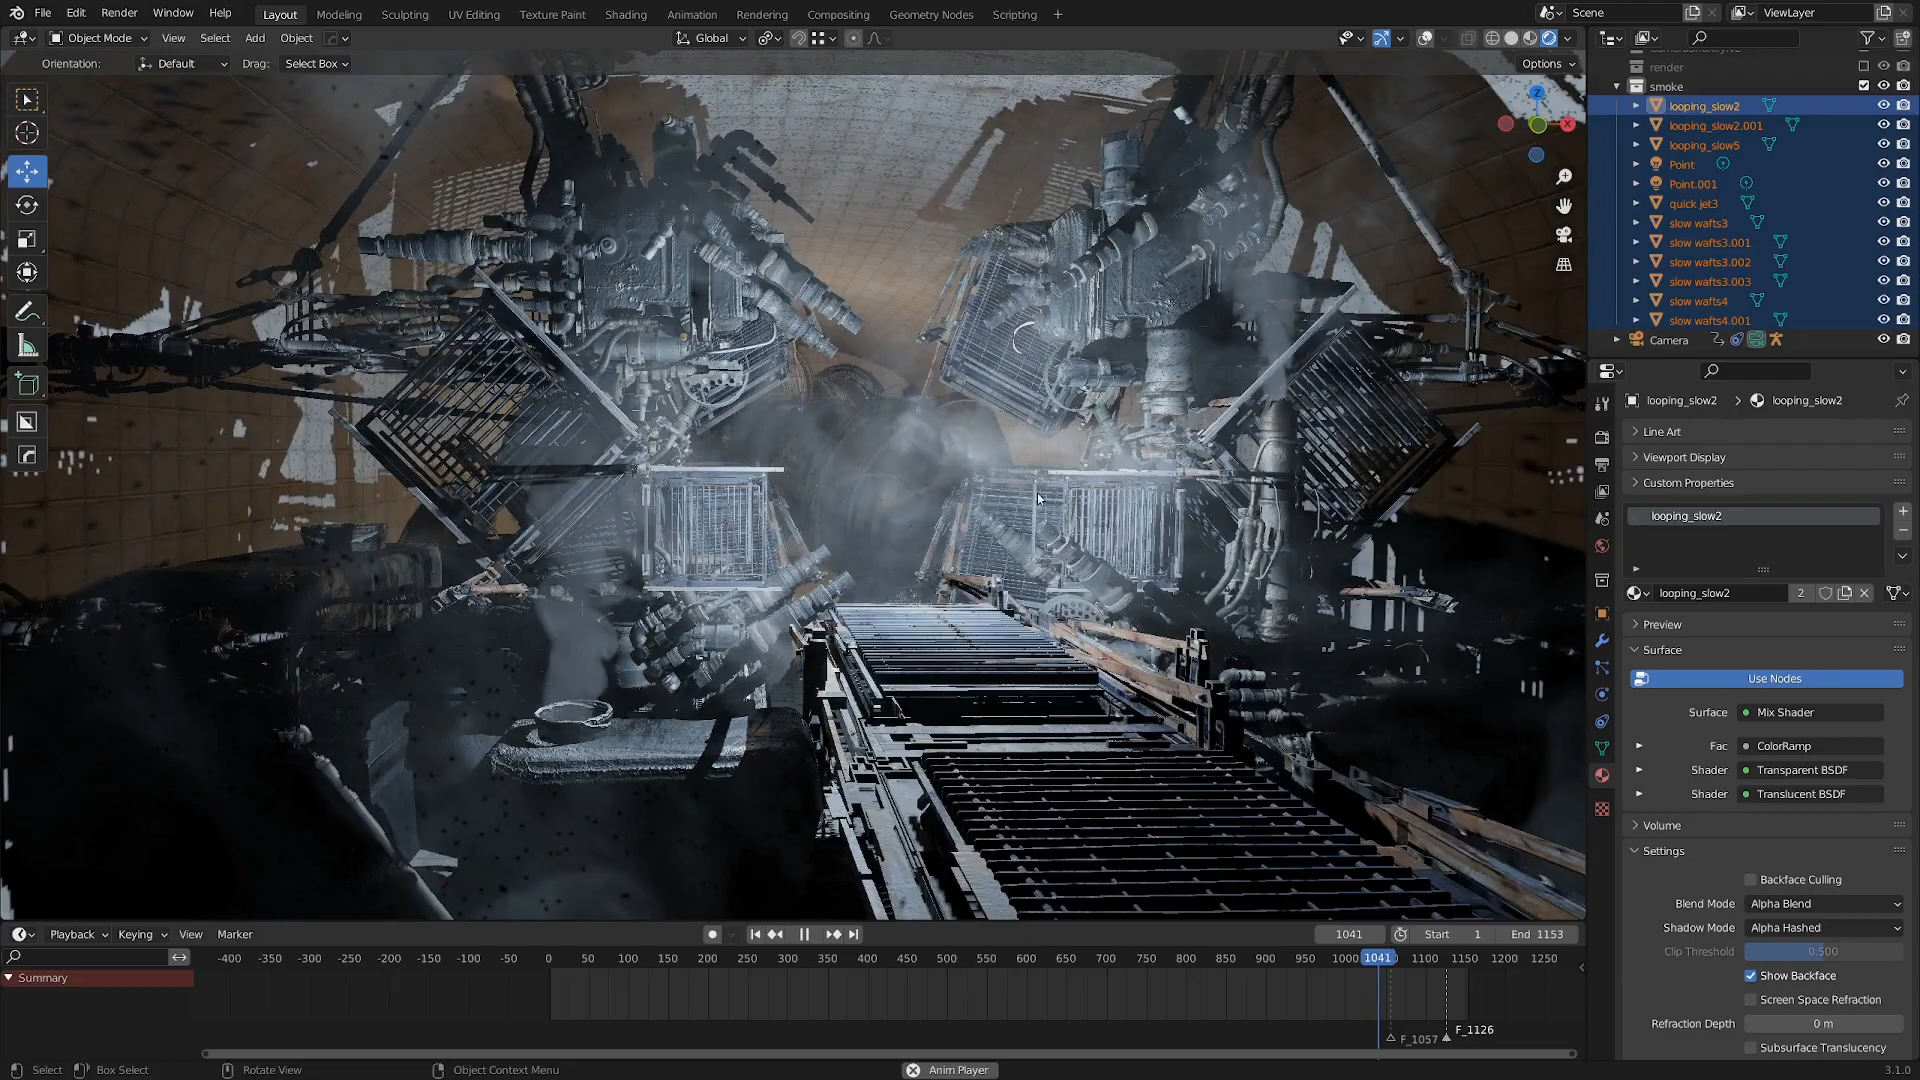 File Edit Render Window Help Layout Modeling Sculpting UV Editing Texture Paint Shading Animation Rendering Compositing Geometry Nodes Scripting + Scene ViewLayer
Object Mode View Select Add Object Global
Orientation: Default Drag: Select Box Options
render
smoke
looping_slow2
looping_slow2.001
looping_slow5
Point
Point.001
quick jet3
slow wafts3
slow wafts3.001
slow wafts3.002
slow wafts3.003
slow wafts4
slow wafts4.001
Camera
Z
X
looping_slow2 > looping_slow2
Line Art
Viewport Display
Custom Properties
looping_slow2
looping_slow2 2
Preview
Surface
Use Nodes
Surface Mix Shader
Fac ColorRamp
Shader Transparent BSDF
Shader Translucent BSDF
Volume
Settings
Backface Culling
Blend Mode Alpha Blend
Shadow Mode Alpha Hashed
Clip Threshold 0.500
Show Backface
Screen Space Refraction
Refraction Depth 0 m
Subsurface Translucency
Playback Keying View Marker 1041 Start 1 End 1153
-400 -350 -300 -250 -200 -150 -100 -50 0 50 100 150 200 250 300 350 400 450 500 550 600 650 700 750 800 850 900 950 1000 1041 1100 1150 1200 1250
Summary
F_1057 F_1126
Select Box Select Rotate View Object Context Menu Anim Player 3.1.0